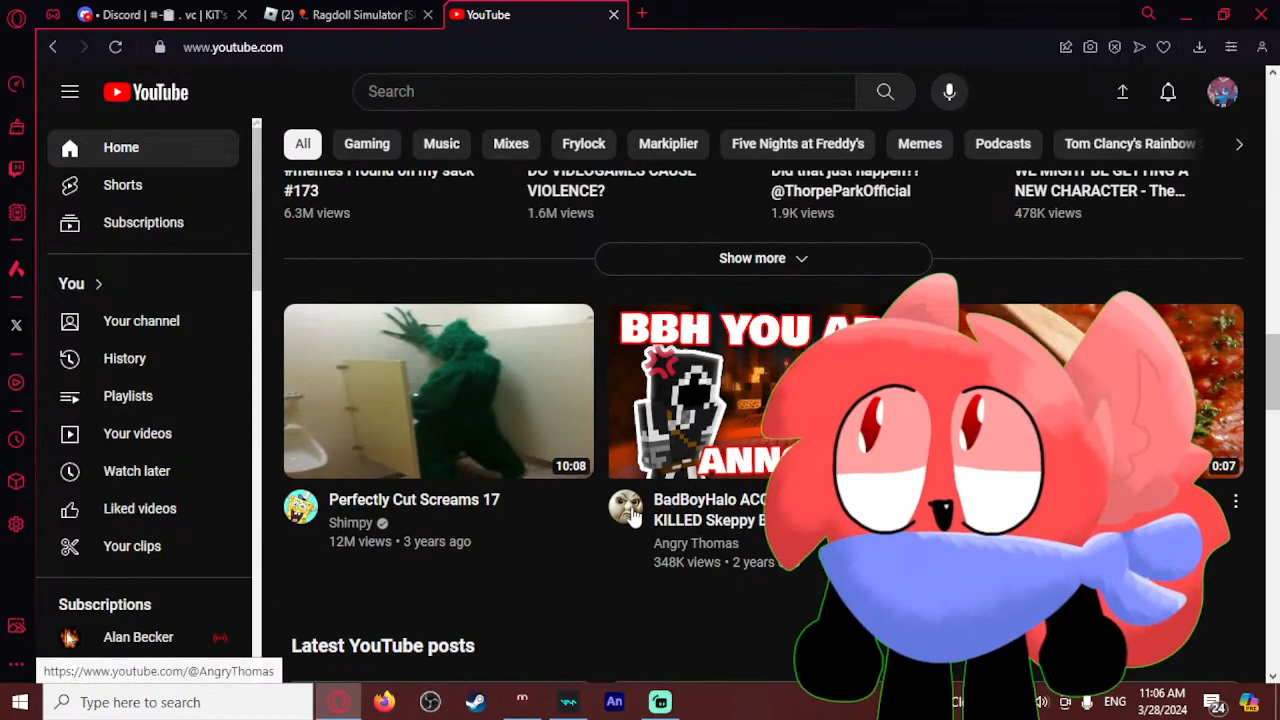 Discord | #-📋 . vc | KiT's
(2) 🎈 Ragdoll Simulator [S
YouTube
www.youtube.com
YouTube
Search
Home
Shorts
Subscriptions
You
Your channel
History
Playlists
Your videos
Watch later
Liked videos
Your clips
Subscriptions
Alan Becker
All
Gaming
Music
Mixes
Frylock
Markiplier
Five Nights at Freddy's
Memes
Podcasts
Tom Clancy's Rainbow
#memes I found on my sack
#173
6.3M views
DO VIDEOGAMES CAUSE
VIOLENCE?
1.6M views
Did that just happen??
@ThorpeParkOfficial
1.9K views
WE MIGHT BE GETTING A
NEW CHARACTER - The...
478K views
Show more
10:08
Perfectly Cut Screams 17
Shimpy
12M views • 3 years ago
BBH YOU
BadBoyHalo
KILLED Skeppy
Angry Thomas
348K views • 2 years
0:07
Latest YouTube posts
https://www.youtube.com/@AngryThomas
Type here to search
An
ENG
11:06 AM
3/28/2024
24
PRE